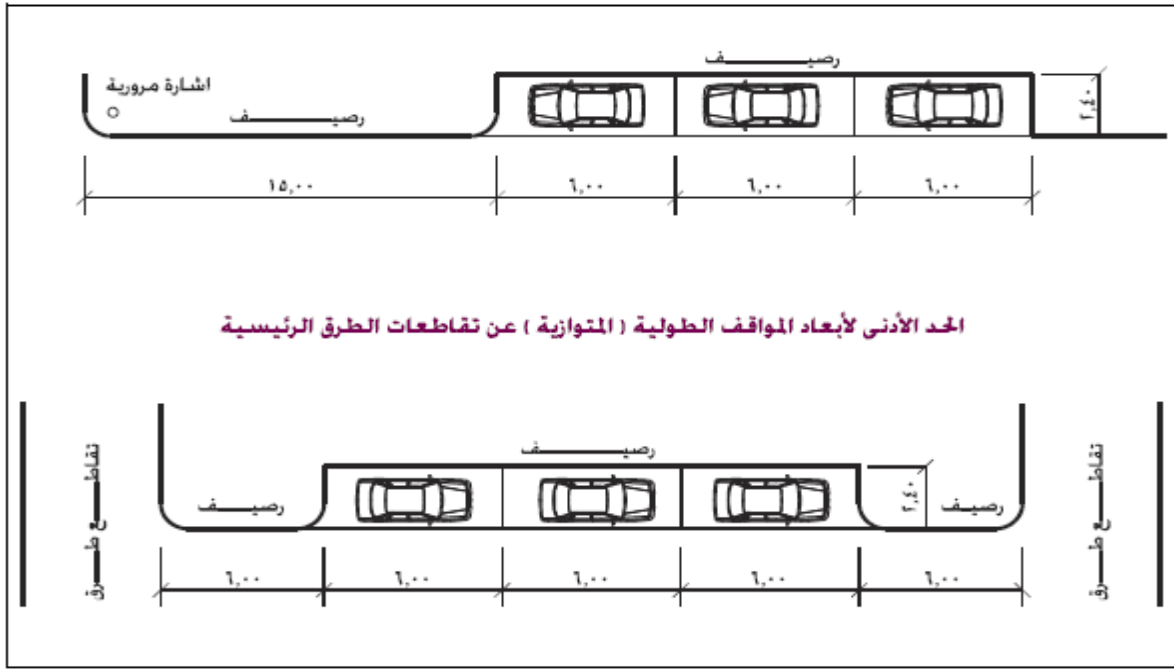 رصيـــــــــف
اشارة مرورية
رصيـــــــــف
٢,٤٠
١٥,٠٠ ٦,٠٠ ٦,٠٠ ٦,٠٠
الحد الأدنى لأبعاد المواقف الطولية ( المتوازية ) عن تقاطعات الطرق الرئيسية
رصيـــــــــف
تقاطـــع طـــرق
رصيـــــف
٢,٤٠
رصيـــف
تقاطـــع طـــرق
٦,٠٠ ٦,٠٠ ٦,٠٠ ٦,٠٠ ٦,٠٠